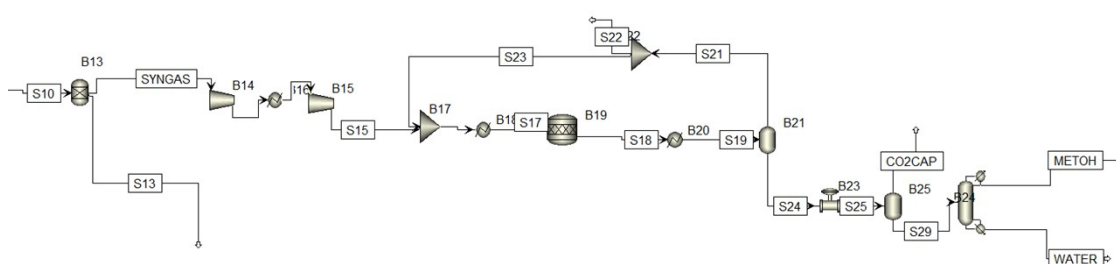 B13
S10
SYNGAS
B14
B15
S15
S13
S23
S22
S21
B17
S17
B19
S18
B20
S19
B21
S24
B23
S25
CO2CAP
B25
S29
B24
METOH
WATER